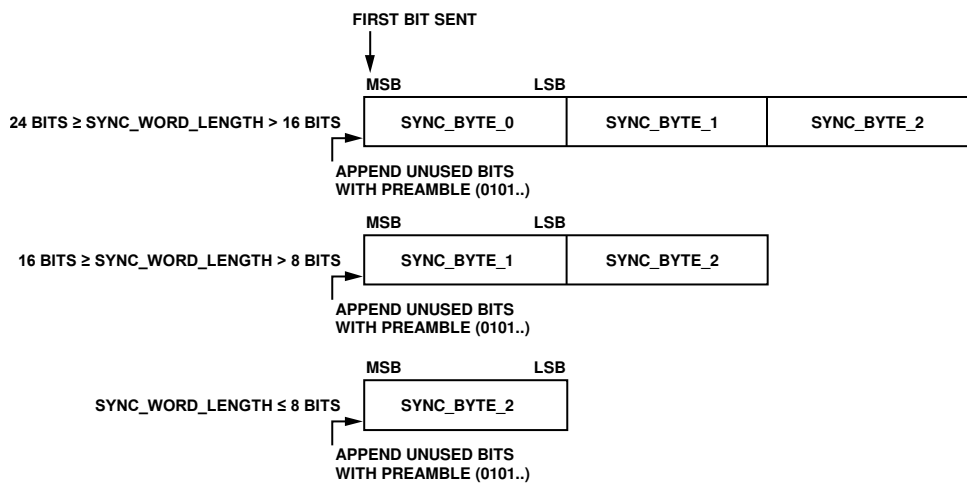 FIRST BIT SENT
MSB LSB
24 BITS ≥ SYNC_WORD_LENGTH > 16 BITS SYNC_BYTE_0 SYNC_BYTE_1 SYNC_BYTE_2
APPEND UNUSED BITS
WITH PREAMBLE (0101..)
MSB LSB
16 BITS ≥ SYNC_WORD_LENGTH > 8 BITS SYNC_BYTE_1 SYNC_BYTE_2
APPEND UNUSED BITS
WITH PREAMBLE (0101..)
MSB LSB
SYNC_WORD_LENGTH ≤ 8 BITS SYNC_BYTE_2
APPEND UNUSED BITS
WITH PREAMBLE (0101..)